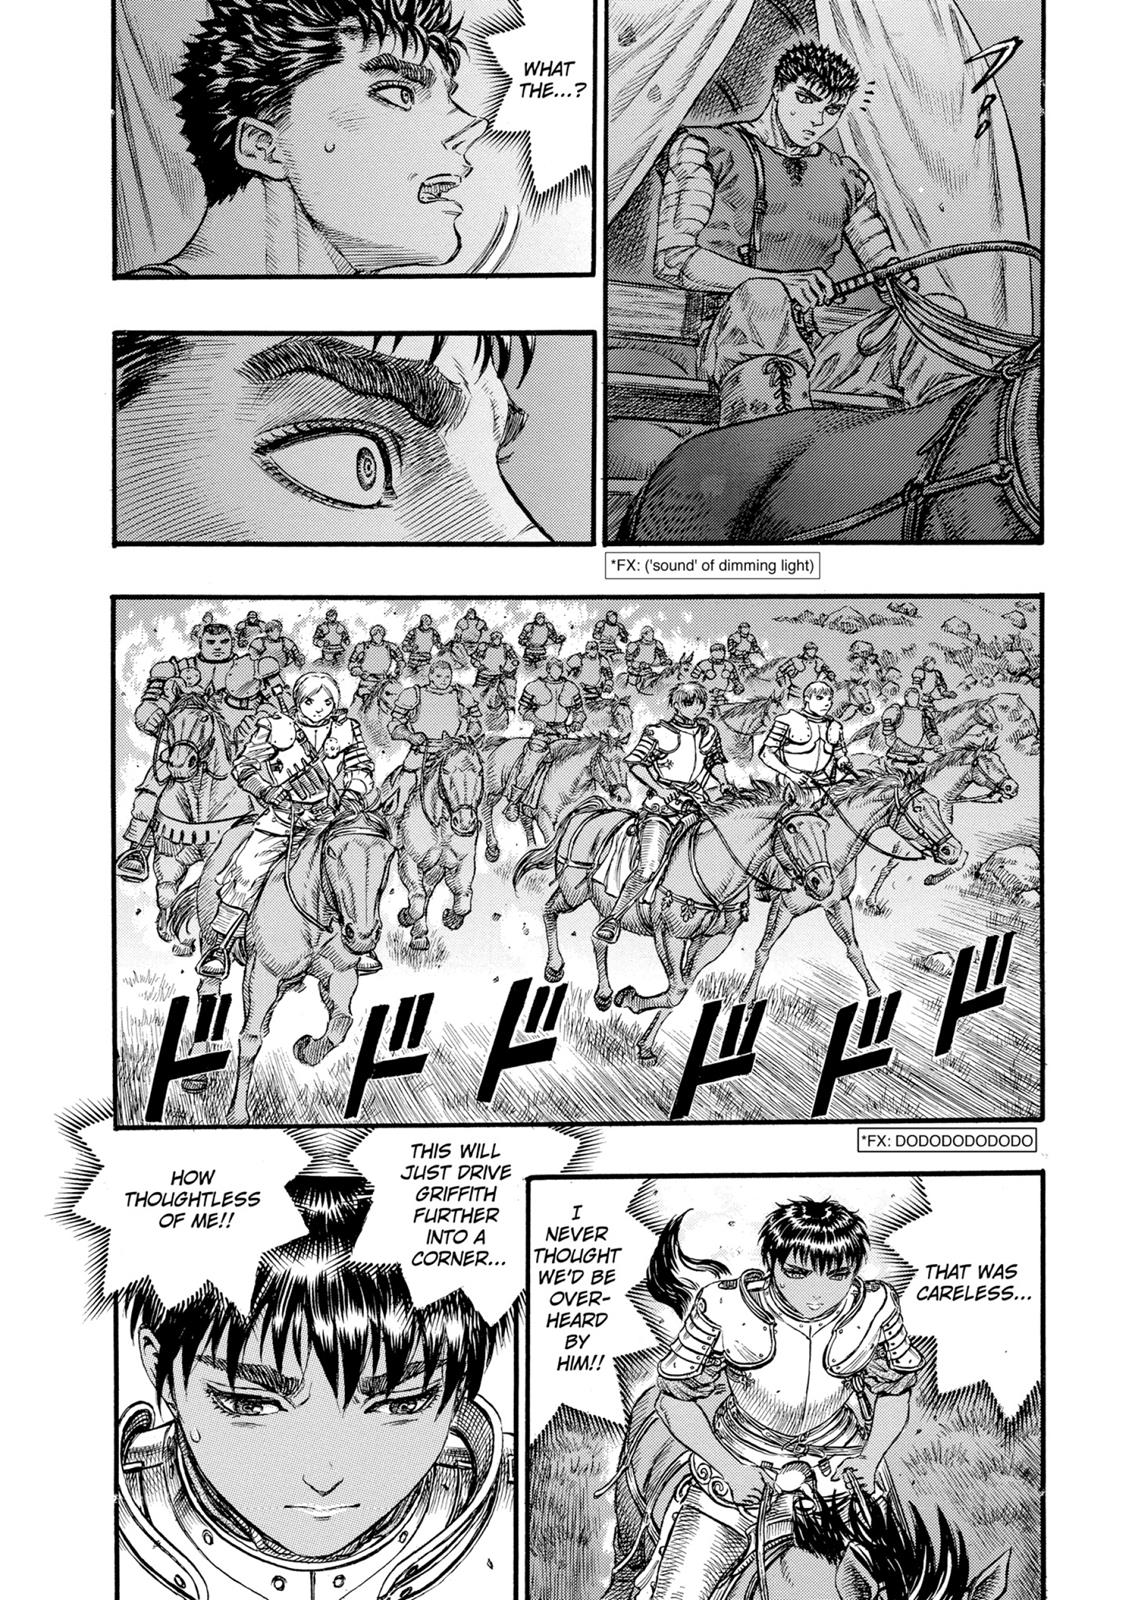 WHAT
THE...?
*FX: ('sound' of dimming light)
ド ド ド ド ド ド
*FX: DODODODODODO
THAT WAS
CARELESS...
I
NEVER
THOUGHT
WE'D BE
OVER-
HEARD
BY
HIM!!
THIS WILL
JUST DRIVE
GRIFFITH
FURTHER
INTO A
CORNER...
HOW
THOUGHTLESS
OF ME!!